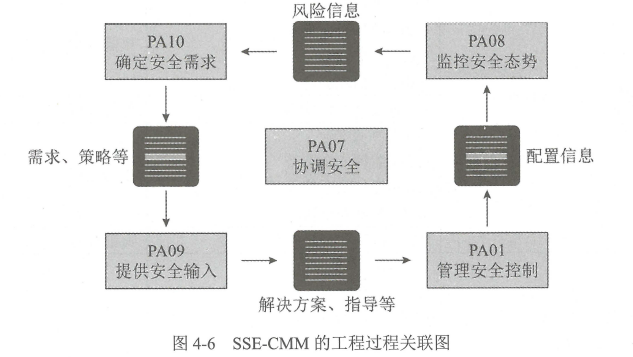 风险信息
PA10
确定安全需求
PA08
监控安全态势
需求、策略等
PA07
协调安全
配置信息
PA09
提供安全输入
PA01
管理安全控制
解决方案、指导等
图 4-6 SSE-CMM 的工程过程关联图